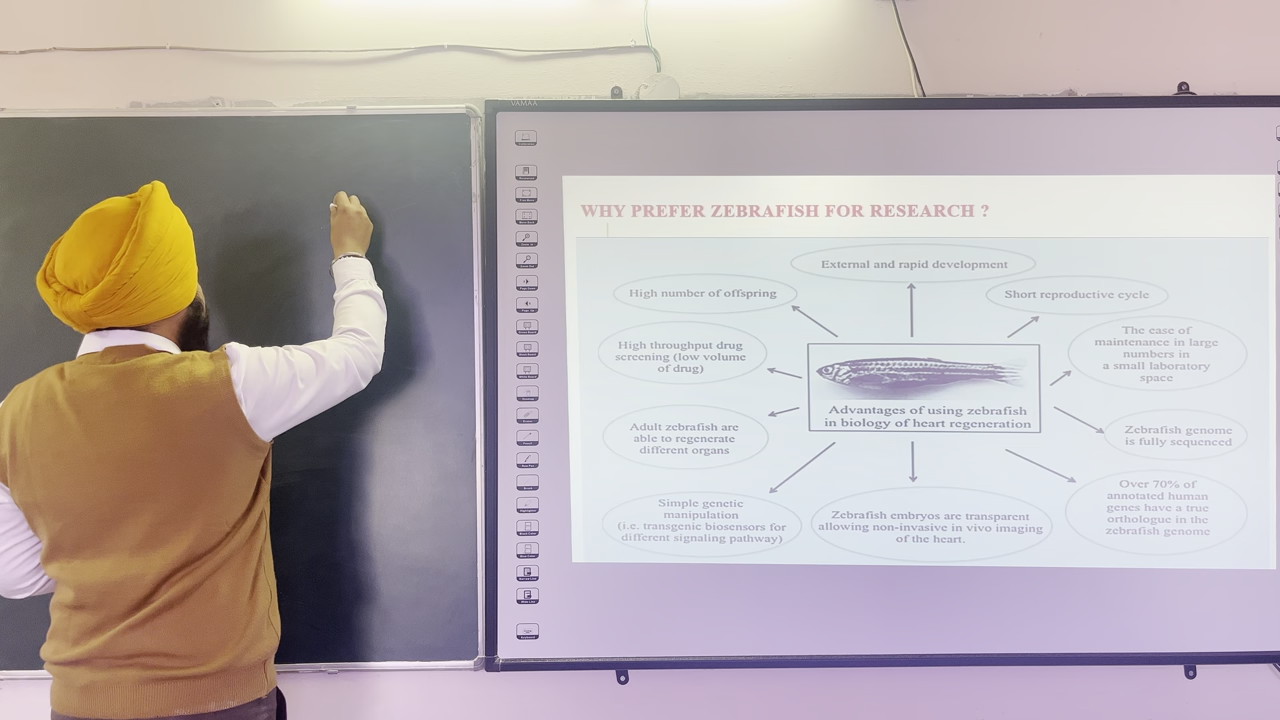 VAMAA
WHY PREFER ZEBRAFISH FOR RESEARCH ?
External and rapid development
High number of offspring
Short reproductive cycle
High throughput drug
screening (low volume
of drug)
The ease of
maintenance in large
numbers in
a small laboratory
space
Advantages of using zebrafish
in biology of heart regeneration
Adult zebrafish are
able to regenerate
different organs
Zebrafish genome
is fully sequenced
Simple genetic
manipulation
(i.e. transgenic biosensors for
different signaling pathway)
Zebrafish embryos are transparent
allowing non-invasive in vivo imaging
of the heart.
Over 70% of
annotated human
genes have a true
orthologue in the
zebrafish genome